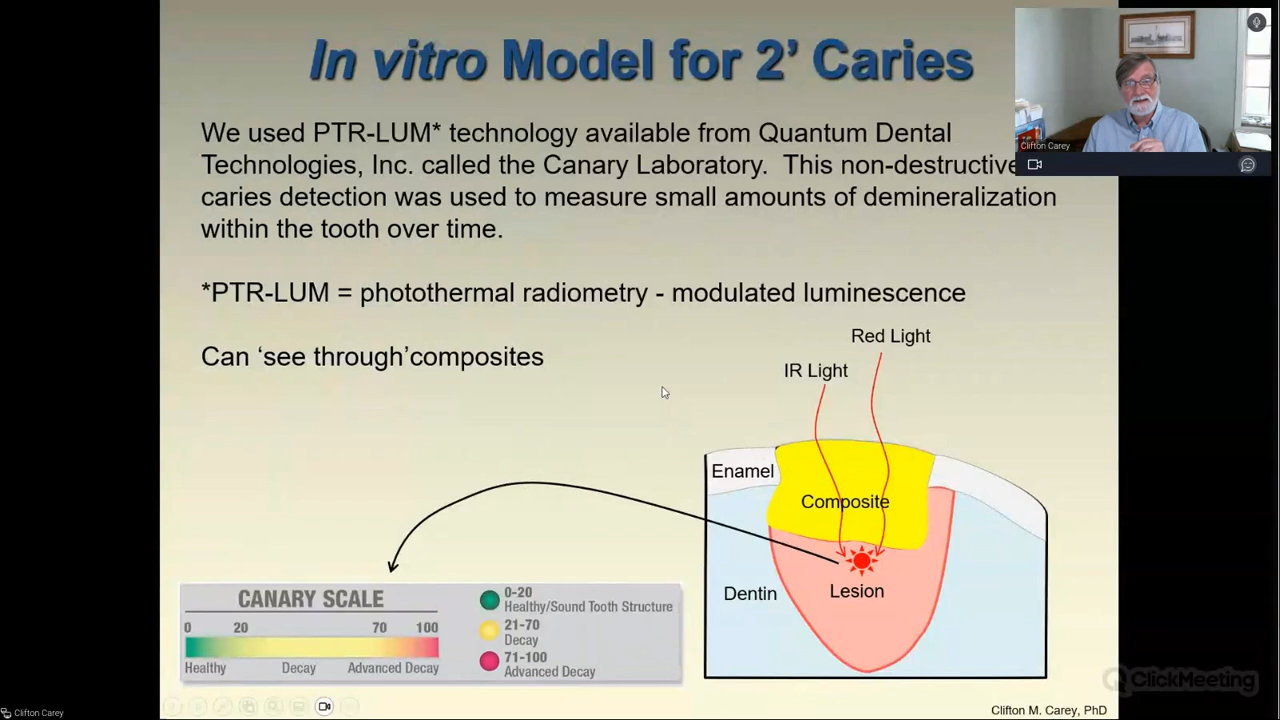 In vitro Model for 2’ Caries
We used PTR-LUM* technology available from Quantum Dental
Technologies, Inc. called the Canary Laboratory. This non-destructive
caries detection was used to measure small amounts of demineralization
within the tooth over time.
*PTR-LUM = photothermal radiometry - modulated luminescence
Can ‘see through’composites
Red Light
IR Light
Enamel
Composite
Dentin
Lesion
CANARY SCALE
0 20 70 100
Healthy Decay Advanced Decay
0-20
Healthy/Sound Tooth Structure
21-70
Decay
71-100
Advanced Decay
Clifton M. Carey, PhD
Clifton Carey
Clifton Carey
ClickMeeting